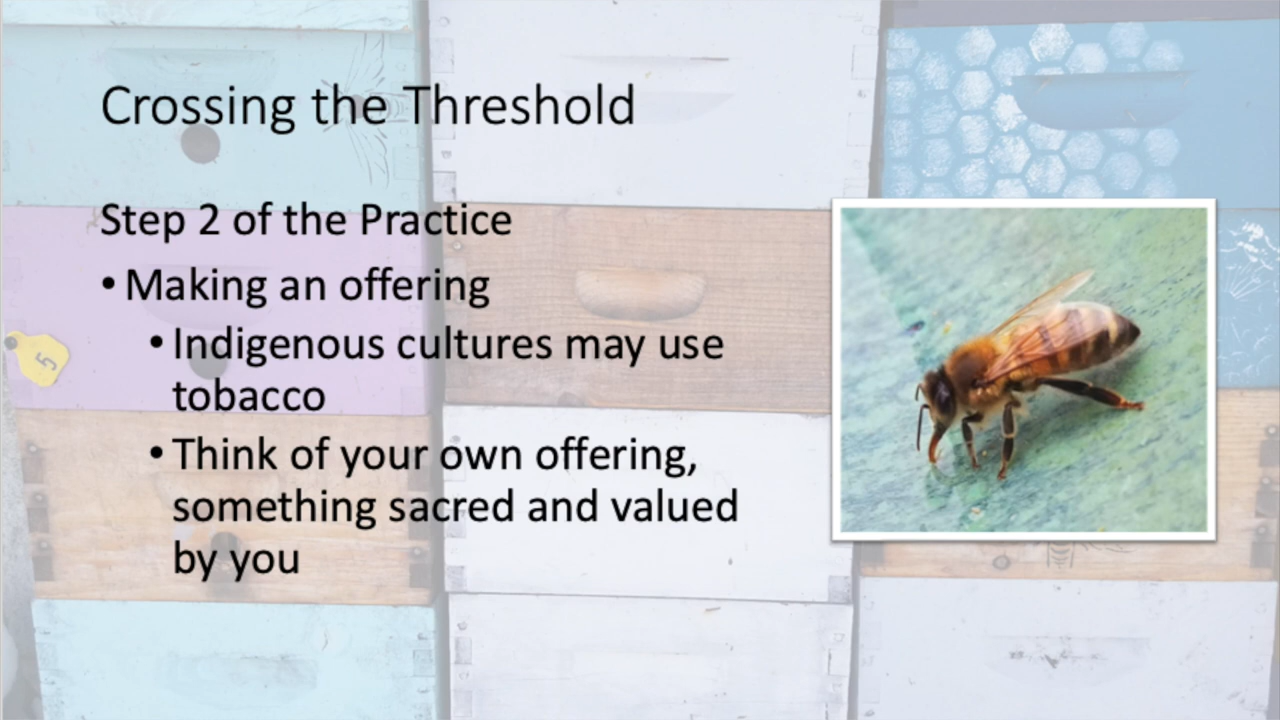 Crossing the Threshold
Step 2 of the Practice
• Making an offering
• Indigenous cultures may use
tobacco
• Think of your own offering,
something sacred and valued
by you
5